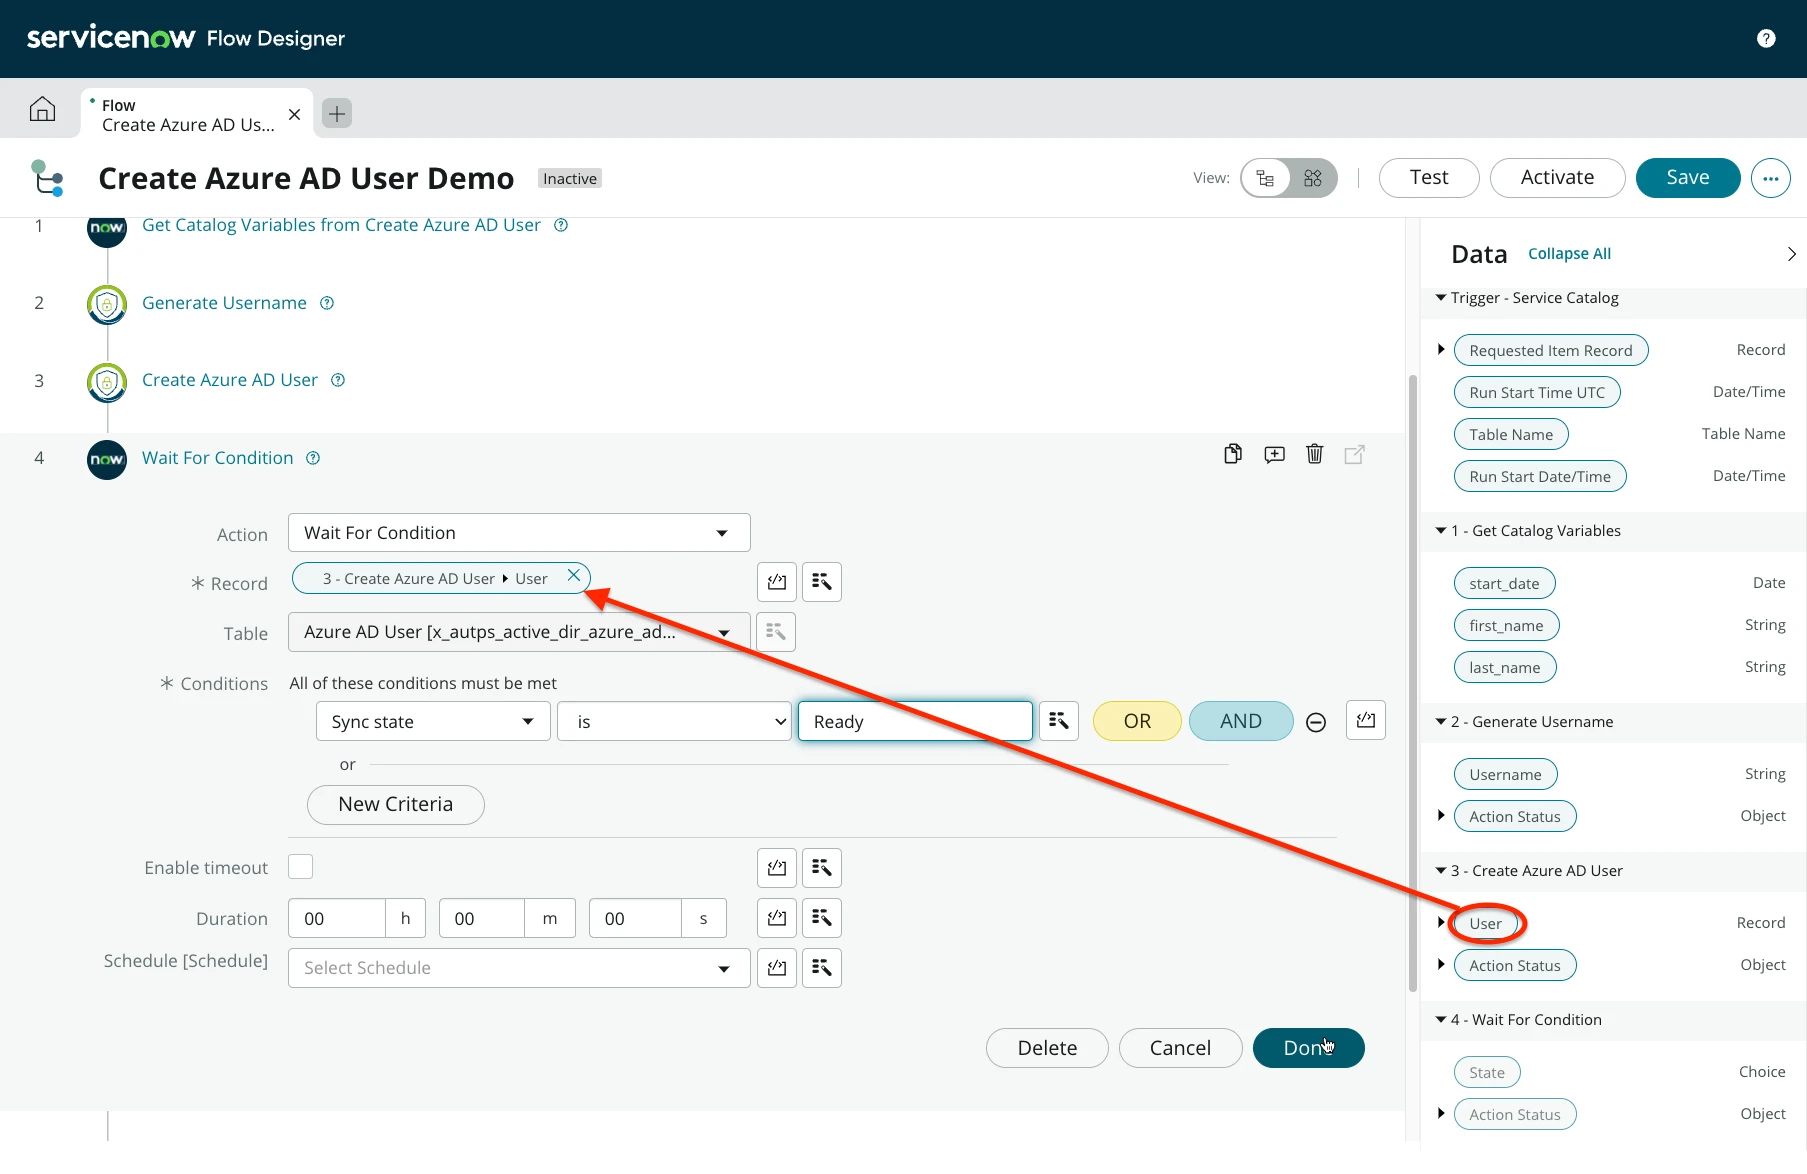 servicenow Flow Designer
?
Flow
Create Azure AD Us...
Create Azure AD User Demo Inactive
View: Test Activate Save ...
1 now Get Catalog Variables from Create Azure AD User ?
2 Generate Username ?
3 Create Azure AD User ?
4 now Wait For Condition ?
Action Wait For Condition
* Record 3 - Create Azure AD User User
Table Azure AD User [x_autps_active_dir_azure_ad...
* Conditions All of these conditions must be met
Sync state is Ready OR AND
or
New Criteria
Enable timeout
Duration 00 h 00 m 00 s
Schedule [Schedule] Select Schedule
Delete Cancel Done
Data Collapse All
Trigger - Service Catalog
Requested Item Record Record
Run Start Time UTC Date/Time
Table Name Table Name
Run Start Date/Time Date/Time
1 - Get Catalog Variables
start_date Date
first_name String
last_name String
2 - Generate Username
Username String
Action Status Object
3 - Create Azure AD User
User Record
Action Status Object
4 - Wait For Condition
State Choice
Action Status Object